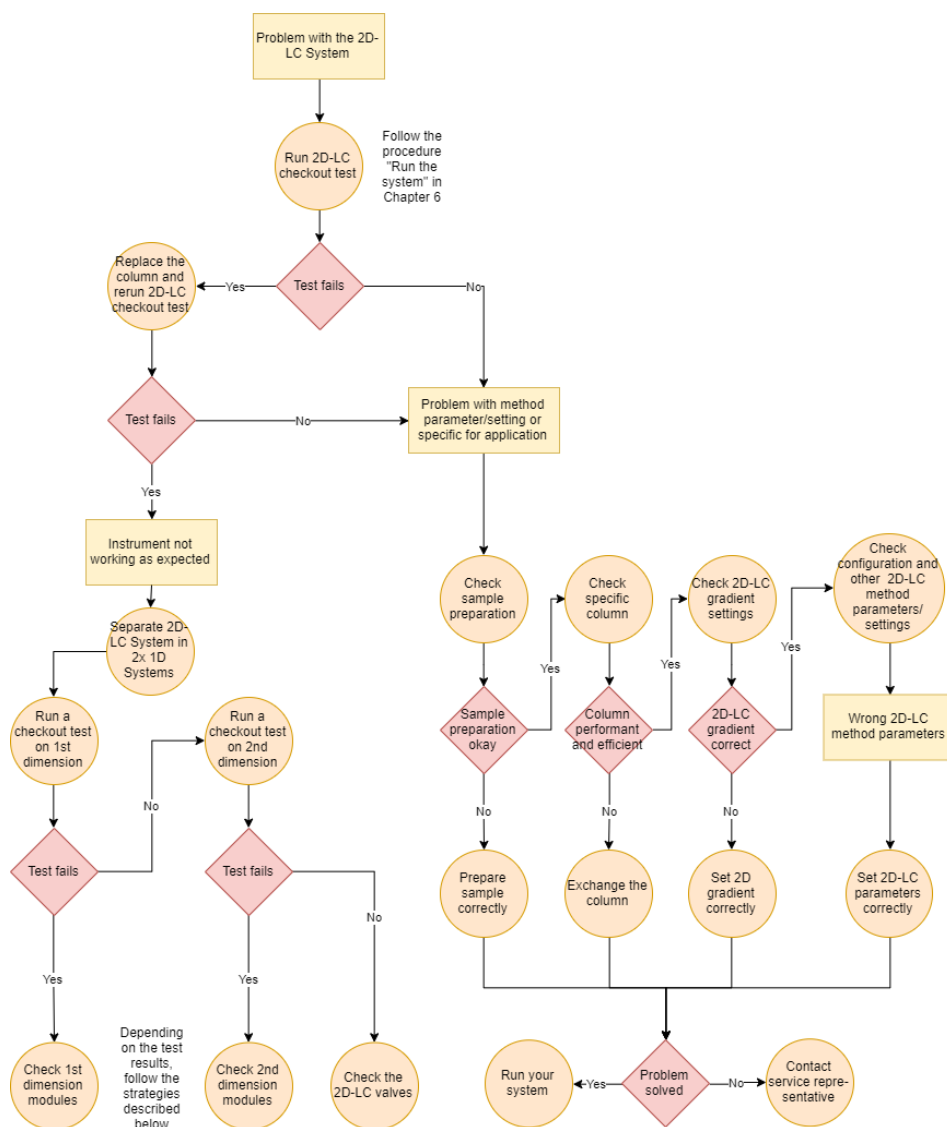 Problem with the 2D-
LC System
Run 2D-LC
checkout test
Follow the
procedure
"Run the
system" in
Chapter 6
Replace the
column and
rerun 2D-LC
checkout test
Yes
Test fails
No
Test fails
No
Problem with method
parameter/setting or
specific for application
Yes
Instrument not
working as expected
Separate 2D-
LC System in
2x 1D
Systems
Check
sample
preparation
Check
specific
column
Check 2D-LC
gradient
settings
Check
configuration and
other 2D-LC
method
parameters/
settings
Yes
Yes
Yes
Run a
checkout test
on 1st
dimension
Run a
checkout test
on 2nd
dimension
Sample
preparation
okay
Column
performant
and efficient
2D-LC
gradient
correct
Wrong 2D-LC
method parameters
No
No
No
No
Test fails
Test fails
Prepare
sample
correctly
Exchange the
column
Set 2D
gradient
correctly
Set 2D-LC
parameters
correctly
No
Yes
Yes
Check 1st
dimension
modules
Depending
on the test
results,
follow the
strategies
described
below
Check 2nd
dimension
modules
Check the
2D-LC valves
Run your
system
Yes
Problem
solved
No
Contact
service repre-
sentative